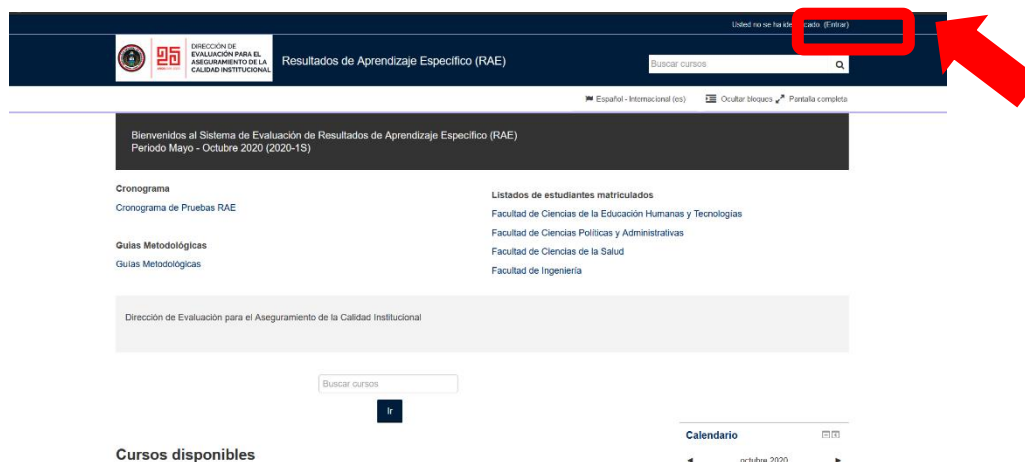 Usted no se ha identificado. (Entrar)
DIRECCIÓN DE
EVALUACIÓN PARA EL
ASEGURAMIENTO DE LA
CALIDAD INSTITUCIONAL
Resultados de Aprendizaje Específico (RAE)
Buscar cursos
Español - Internacional (es)
Ocultar bloques
Pantalla completa
Bienvenidos al Sistema de Evaluación de Resultados de Aprendizaje Específico (RAE)
Periodo Mayo - Octubre 2020 (2020-1S)
Cronograma
Cronograma de Pruebas RAE
Guias Metodológicas
Guías Metodológicas
Listados de estudiantes matriculados
Facultad de Ciencias de la Educación Humanas y Tecnologías
Facultad de Ciencias Políticas y Administrativas
Facultad de Ciencias de la Salud
Facultad de Ingeniería
Dirección de Evaluación para el Aseguramiento de la Calidad Institucional
Buscar cursos
Ir
Cursos disponibles
Calendario
octubre 2020